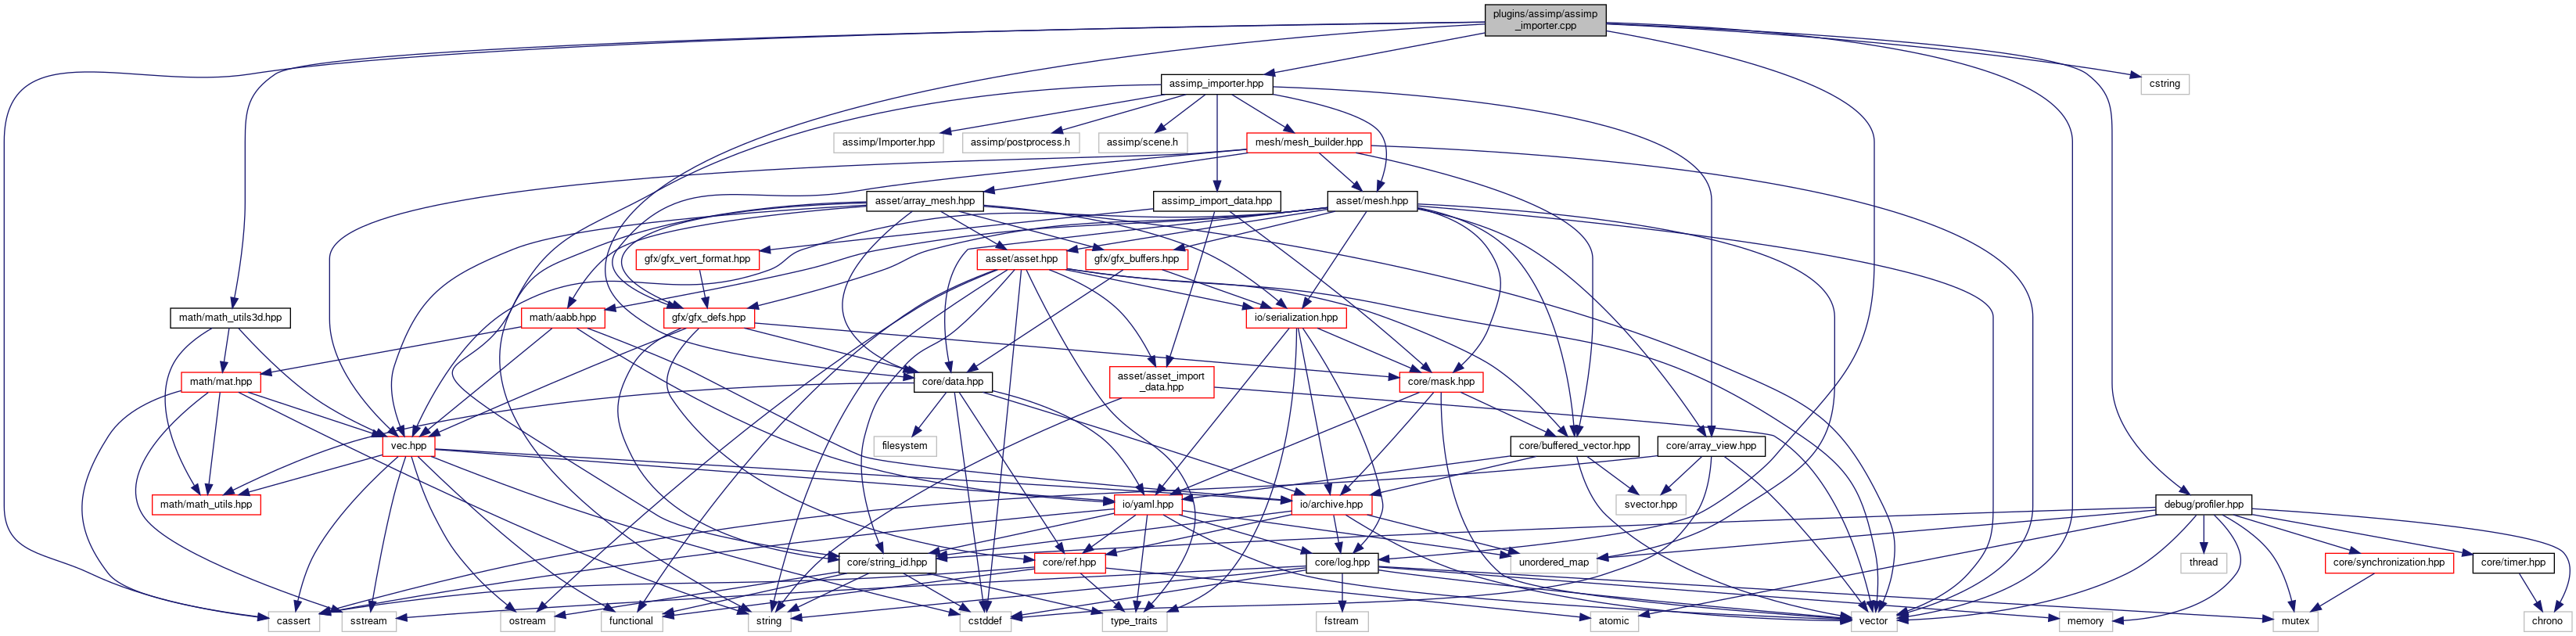 plugins/assimp/assimp
_importer.cpp
assimp_importer.hpp
cstring
assimp/Importer.hpp
assimp/postprocess.h
assimp/scene.h
mesh/mesh_builder.hpp
asset/array_mesh.hpp
assimp_import_data.hpp
asset/mesh.hpp
gfx/gfx_vert_format.hpp
asset/asset.hpp
gfx/gfx_buffers.hpp
math/math_utils3d.hpp
math/aabb.hpp
gfx/gfx_defs.hpp
io/serialization.hpp
math/mat.hpp
core/data.hpp
asset/asset_import
_data.hpp
core/mask.hpp
vec.hpp
filesystem
core/buffered_vector.hpp
core/array_view.hpp
math/math_utils.hpp
io/yaml.hpp
io/archive.hpp
svector.hpp
debug/profiler.hpp
core/string_id.hpp
core/ref.hpp
core/log.hpp
unordered_map
thread
core/synchronization.hpp
core/timer.hpp
cassert
sstream
ostream
functional
string
cstddef
type_traits
fstream
atomic
vector
memory
mutex
chrono